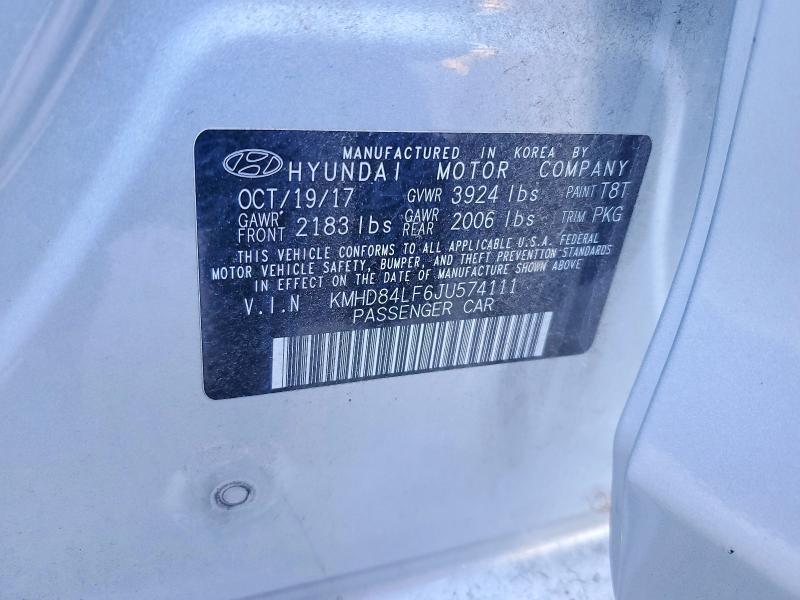 MANUFACTURED IN KOREA BY
HYUNDAI MOTOR COMPANY
OCT/19/17 GVWR 3924 lbs PAINT T8T
GAWR FRONT 2183 lbs GAWR REAR 2006 lbs TRIM PKG
THIS VEHICLE CONFORMS TO ALL APPLICABLE U.S.A. FEDERAL
MOTOR VEHICLE SAFETY, BUMPER, AND THEFT PREVENTION STANDARDS
IN EFFECT ON THE DATE OF MANUFACTURE SHOWN ABOVE
V.I.N KMHD84LF6JU574111
PASSENGER CAR